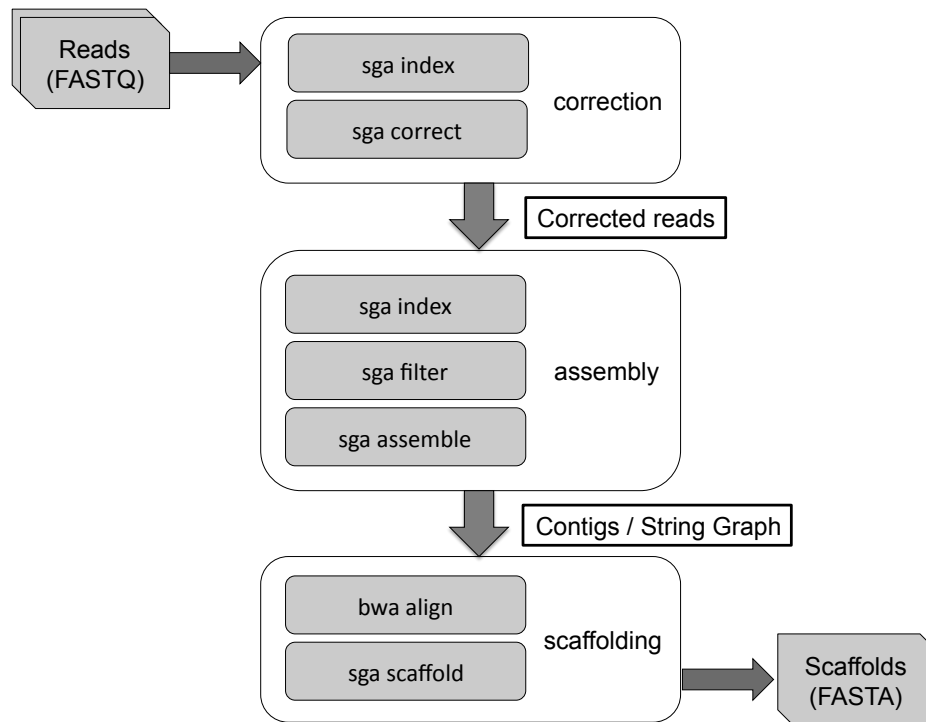 Reads
(FASTQ)
sga index
correction
sga correct
Corrected reads
sga index
sga filter
assembly
sga assemble
Contigs / String Graph
bwa align
scaffolding
sga scaffold
Scaffolds
(FASTA)